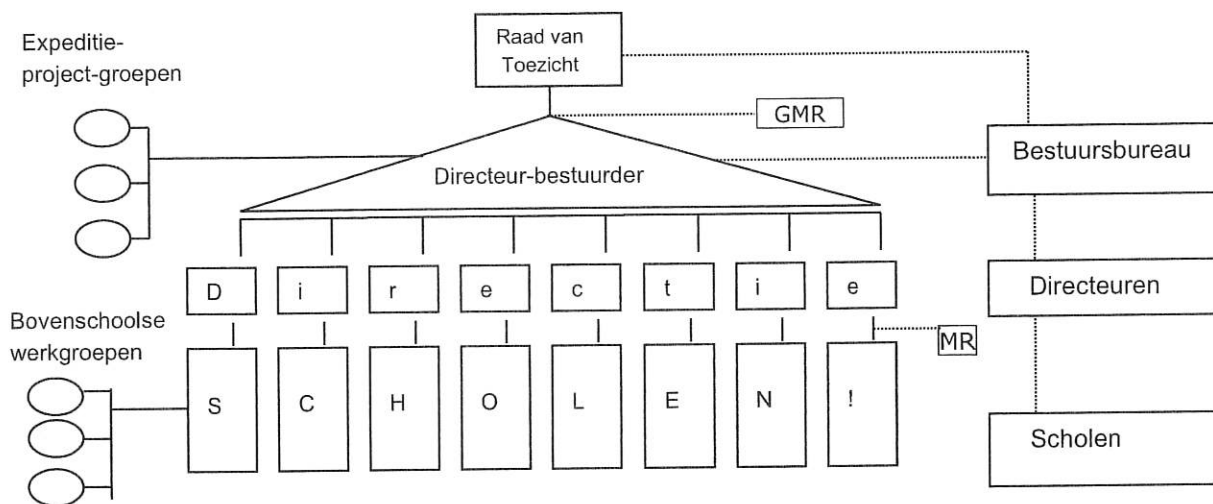 Expeditie-
project-groepen
Raad van
Toezicht
GMR
Bestuursbureau
Directeur-bestuurder
D i r e c t i e
Directeuren
Bovenschoolse
werkgroepen
MR
S C H O L E N !
Scholen